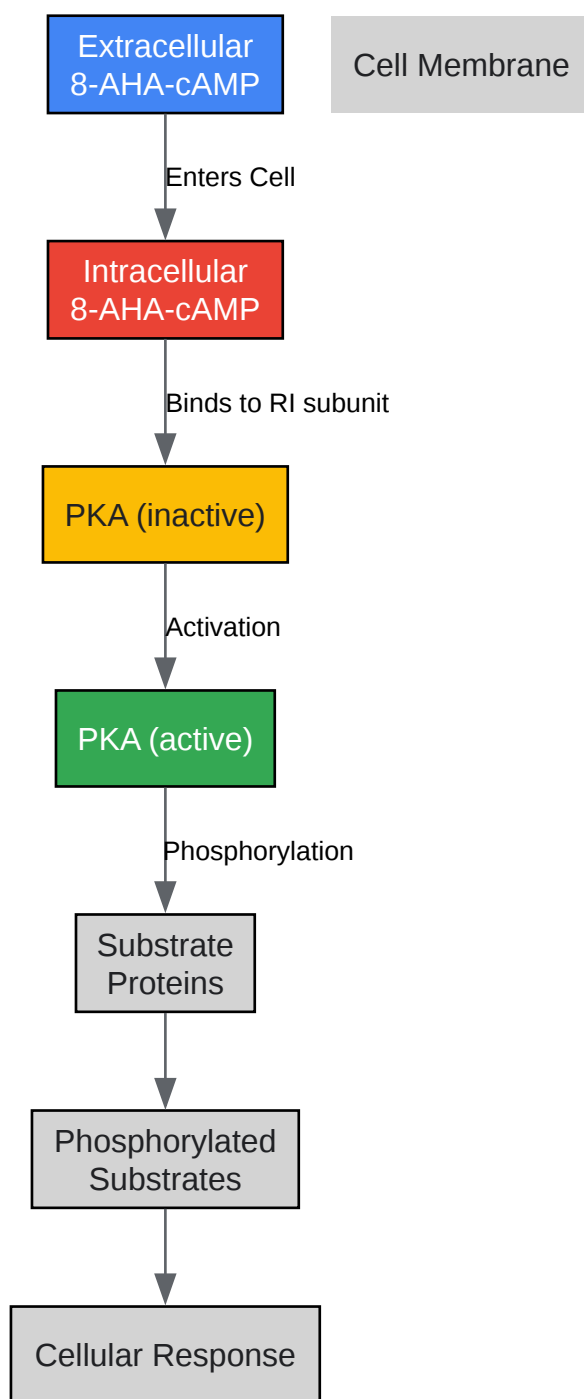 Extracellular
8-AHA-cAMP
Cell Membrane
Enters Cell
Intracellular
8-AHA-cAMP
Binds to RI subunit
PKA (inactive)
Activation
PKA (active)
Phosphorylation
Substrate
Proteins
Phosphorylated
Substrates
Cellular Response